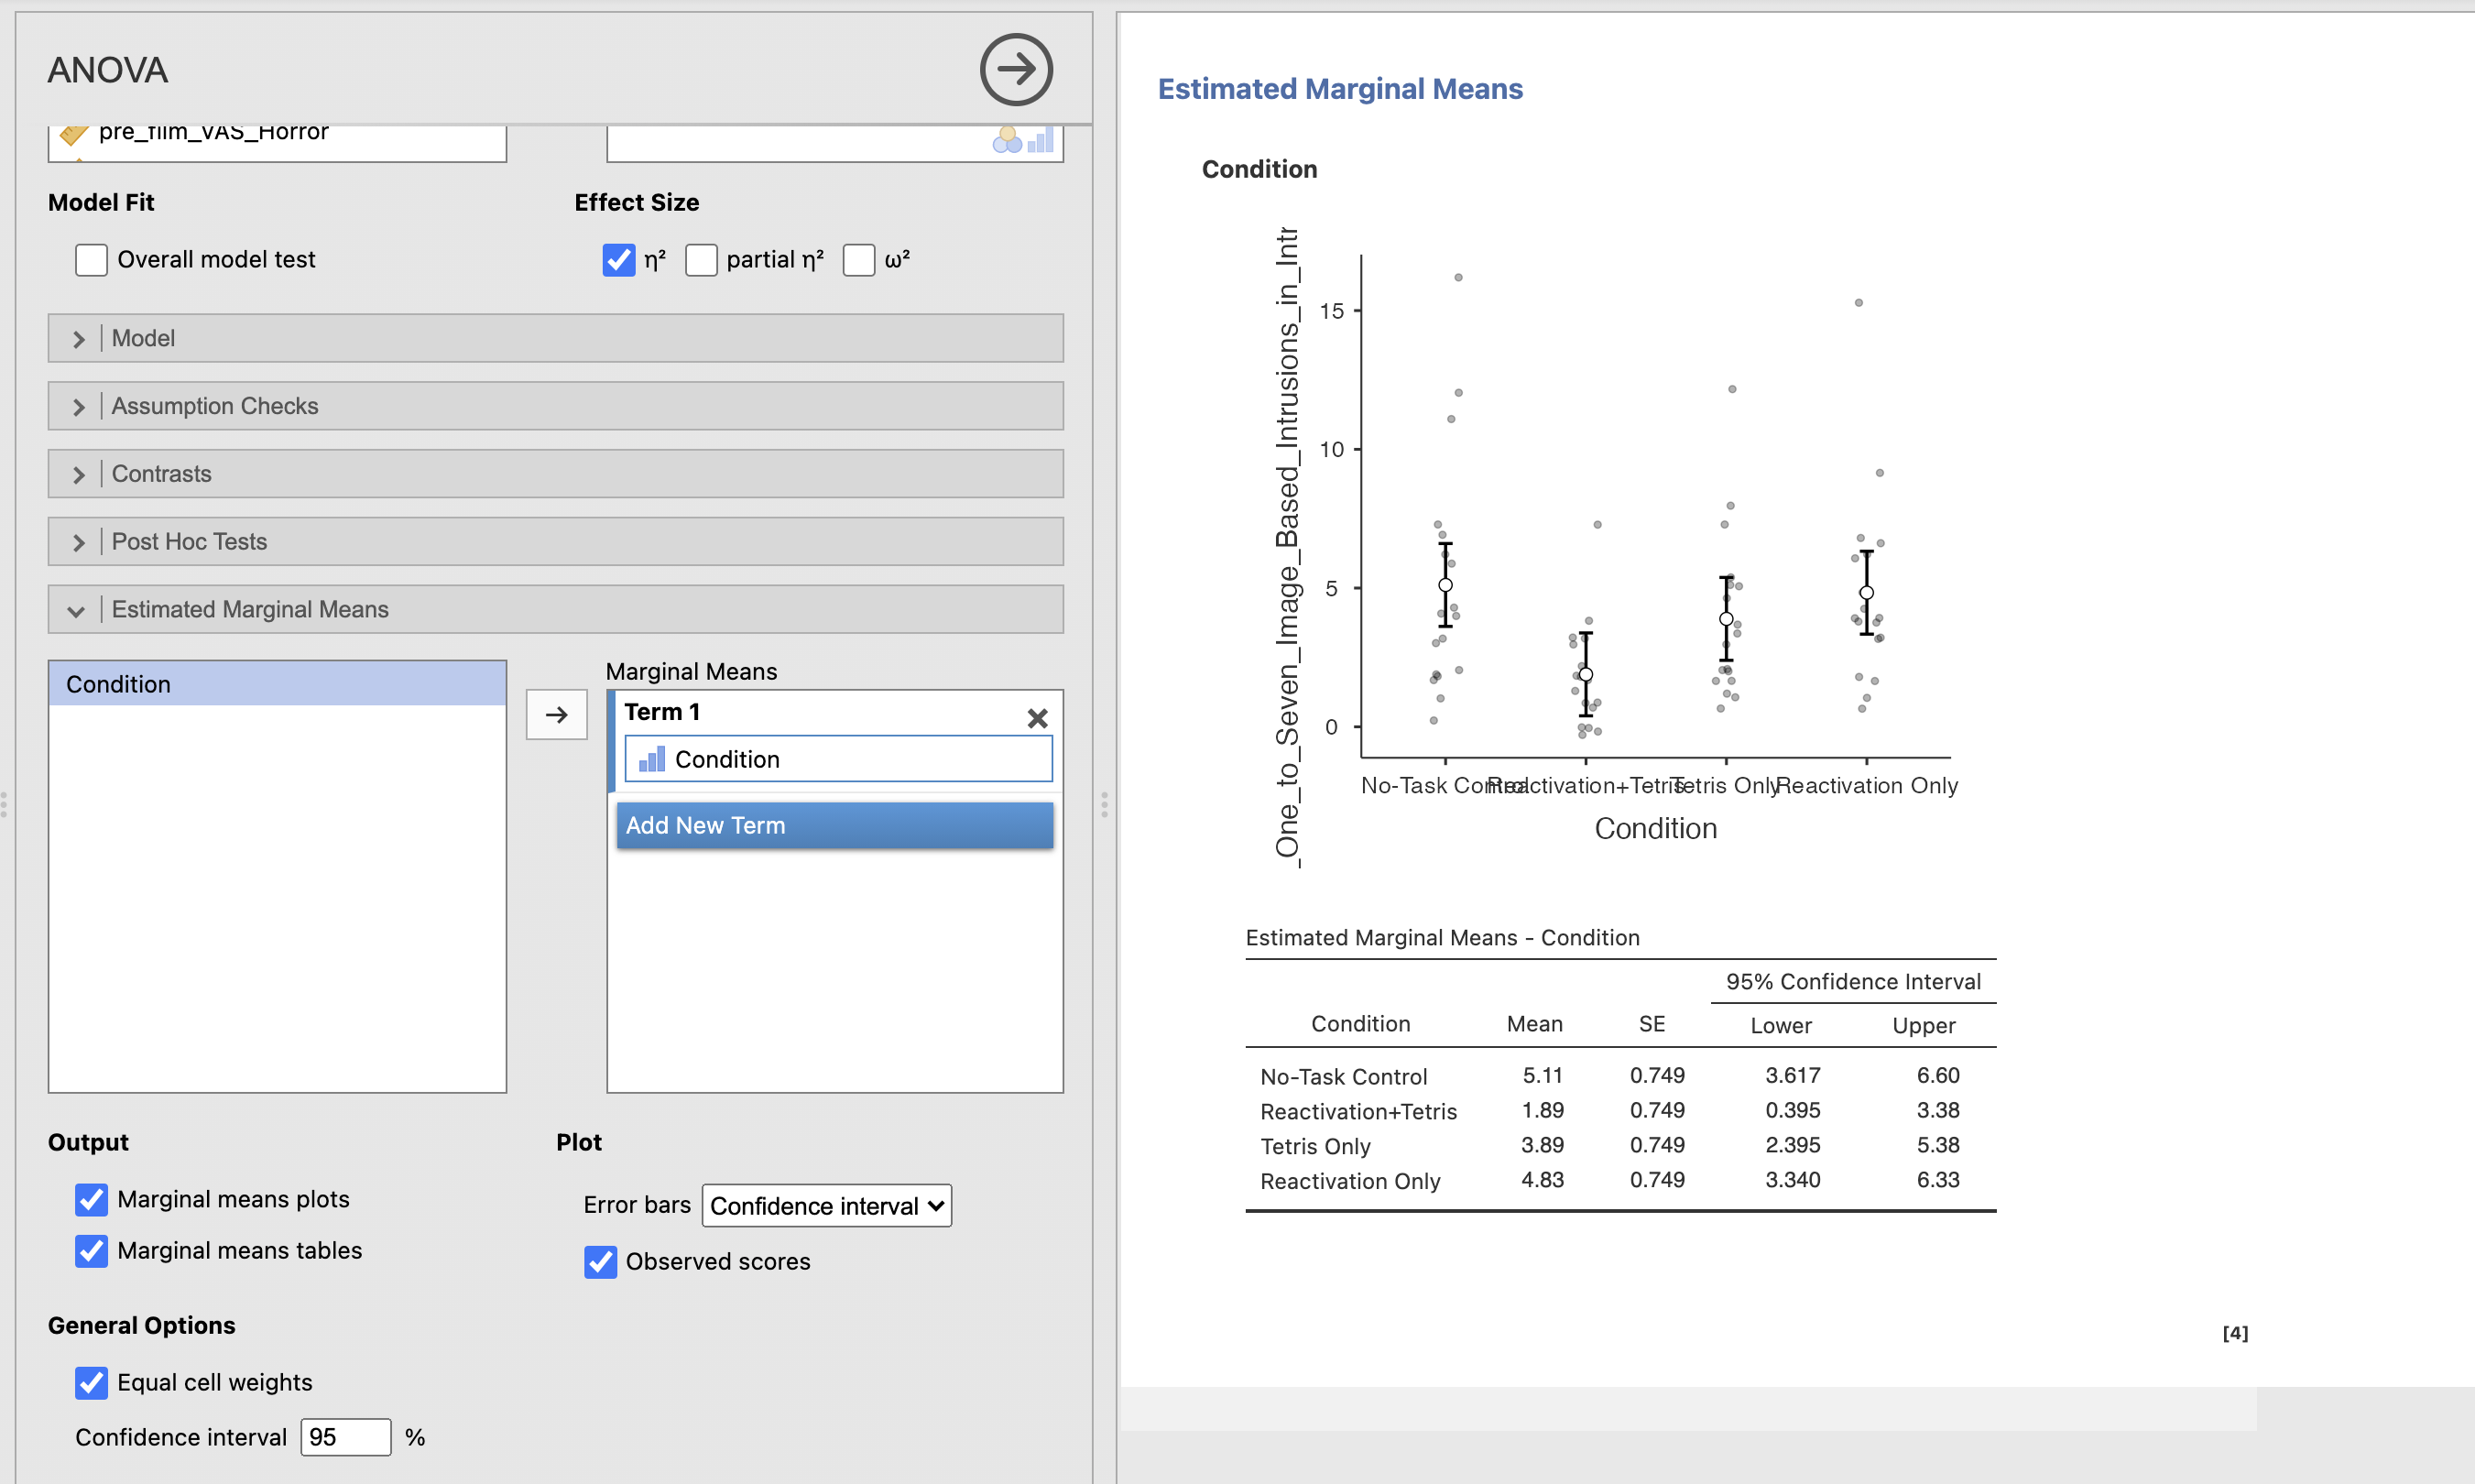 ANOVA
pre_film_VAS_Horror
Model Fit
Effect Size
Overall model test
η²
partial η²
ω²
Model
Assumption Checks
Contrasts
Post Hoc Tests
Estimated Marginal Means
Condition
Marginal Means
Term 1
Condition
Add New Term
Output
Plot
Marginal means plots
Error bars
Confidence interval
Marginal means tables
Observed scores
General Options
Equal cell weights
Confidence interval 95 %
Estimated Marginal Means
Condition
_One_to_Seven_Image_Based_Intrusions_in_Intr
15
10
5
0
No-Task Control
Reactivation+Tetris
Tetris Only
Reactivation Only
Condition
Estimated Marginal Means - Condition
95% Confidence Interval
Condition Mean SE Lower Upper
No-Task Control 5.11 0.749 3.617 6.60
Reactivation+Tetris 1.89 0.749 0.395 3.38
Tetris Only 3.89 0.749 2.395 5.38
Reactivation Only 4.83 0.749 3.340 6.33
[4]